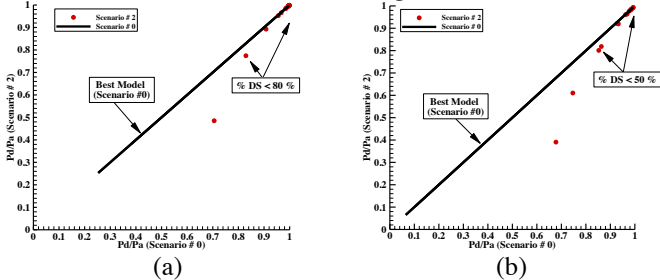 1
0.9
0.8
0.7
0.6
0.5
0.4
0.3
0.2
0.1
0
Pd/Pa (Scenario # 2)
Scenario # 2
Scenario # 0
Best Model
(Scenario #0)
% DS < 80 %
0 0.1 0.2 0.3 0.4 0.5 0.6 0.7 0.8 0.9 1
Pd/Pa (Scenario # 0)
(a)
1
0.9
0.8
0.7
0.6
0.5
0.4
0.3
0.2
0.1
0
Pd/Pa (Scenario # 2)
Scenario # 2
Scenario # 0
% DS < 50 %
Best Model
(Scenario #0)
0 0.1 0.2 0.3 0.4 0.5 0.6 0.7 0.8 0.9 1
Pd/Pa (Scenario # 0)
(b)